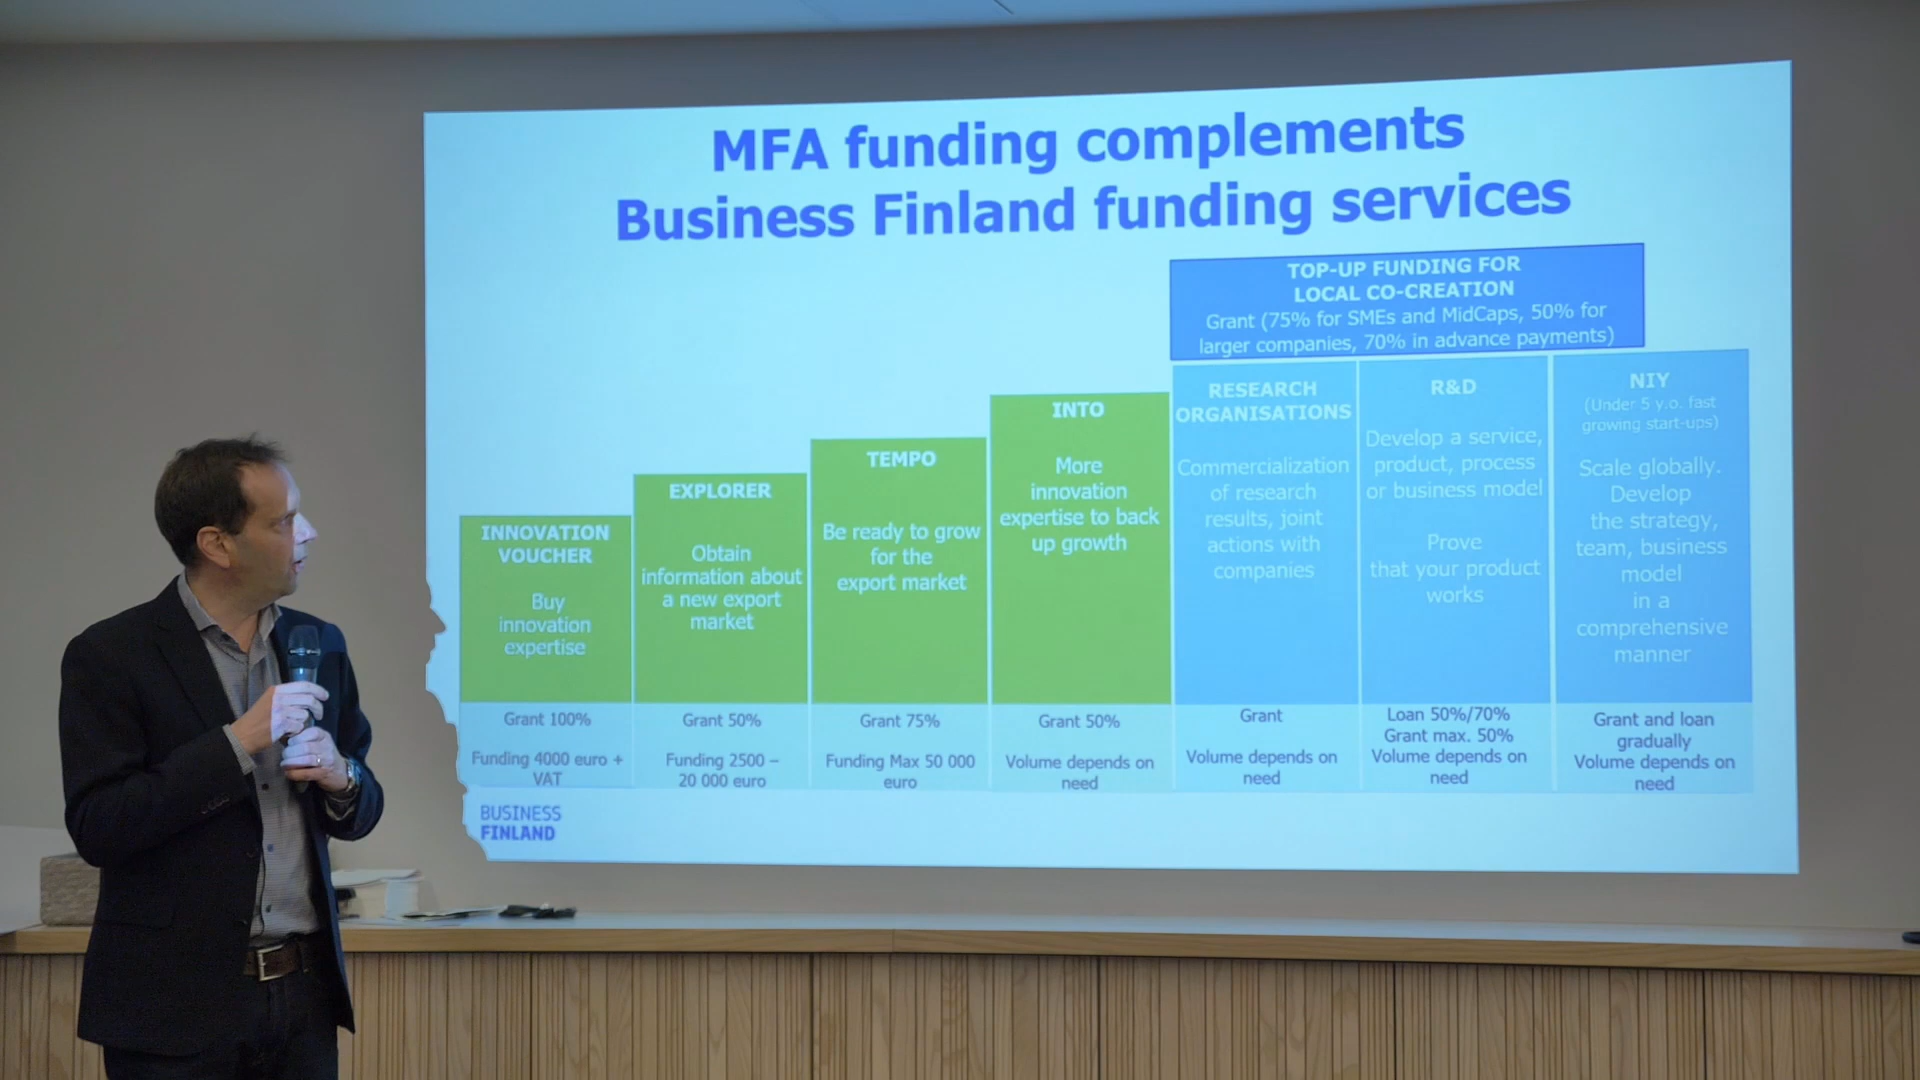 MFA funding complements
Business Finland funding services
TOP-UP FUNDING FOR
LOCAL CO-CREATION
Grant (75% for SMEs and MidCaps, 50% for
larger companies, 70% in advance payments)
INNOVATION
VOUCHER
Buy
innovation
expertise
Grant 100%
Funding 4000 euro +
VAT
EXPLORER
Obtain
information about
a new export
market
Grant 50%
Funding 2500 –
20 000 euro
TEMPO
Be ready to grow
for the
export market
Grant 75%
Funding Max 50 000
euro
INTO
More
innovation
expertise to back
up growth
Grant 50%
Volume depends on
need
RESEARCH
ORGANISATIONS
Commercialization
of research
results, joint
actions with
companies
Grant
Volume depends on
need
R&D
Develop a service,
product, process
or business model
Prove
that your product
works
Loan 50%/70%
Grant max. 50%
Volume depends on
need
NIY
(Under 5 y.o. fast
growing start-ups)
Scale globally.
Develop
the strategy,
team, business
model
in a
comprehensive
manner
Grant and loan
gradually
Volume depends on
need
BUSINESS
FINLAND